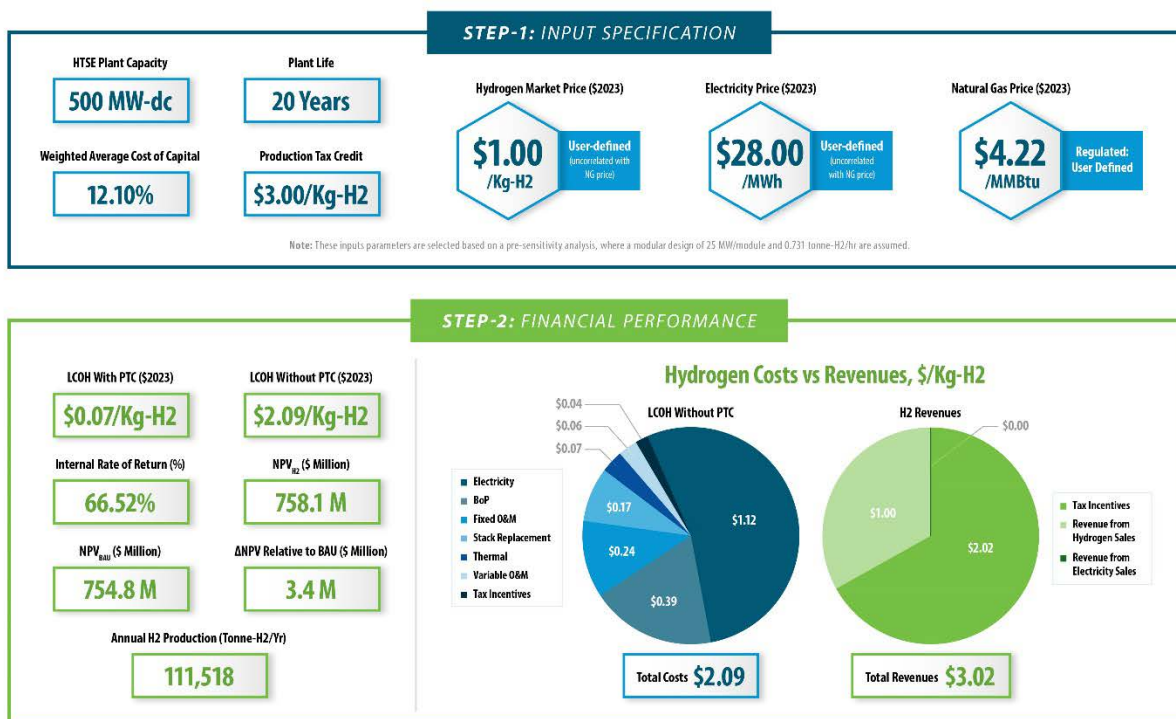 STEP-1: INPUT SPECIFICATION
HTSE Plant Capacity
500 MW-dc
Plant Life
20 Years
Weighted Average Cost of Capital
12.10%
Production Tax Credit
$3.00/Kg-H2
Hydrogen Market Price ($2023)
$1.00
/Kg-H2
User-defined
(uncorrelated with
NG price)
Electricity Price ($2023)
$28.00
/MWh
User-defined
(uncorrelated
with NG price)
Natural Gas Price ($2023)
$4.22
/MMBtu
Regulated:
User Defined
Note: These inputs parameters are selected based on a pre-sensitivity analysis, where a modular design of 25 MW/module and 0.731 tonne-H2/hr are assumed.
STEP-2: FINANCIAL PERFORMANCE
LCOH With PTC ($2023)
$0.07/Kg-H2
LCOH Without PTC ($2023)
$2.09/Kg-H2
Internal Rate of Return (%)
66.52%
NPV H2 ($ Million)
758.1 M
NPV BAU ($ Million)
754.8 M
ΔNPV Relative to BAU ($ Million)
3.4 M
Annual H2 Production (Tonne-H2/Yr)
111,518
Hydrogen Costs vs Revenues, $/Kg-H2
LCOH Without PTC
Electricity
BoP
Fixed O&M
Stack Replacement
Thermal
Variable O&M
Tax Incentives
$0.04
$0.06
$0.07
$0.17
$0.24
$0.39
$1.12
Total Costs $2.09
H2 Revenues
$0.00
$1.00
$2.02
Tax Incentives
Revenue from
Hydrogen Sales
Revenue from
Electricity Sales
Total Revenues $3.02